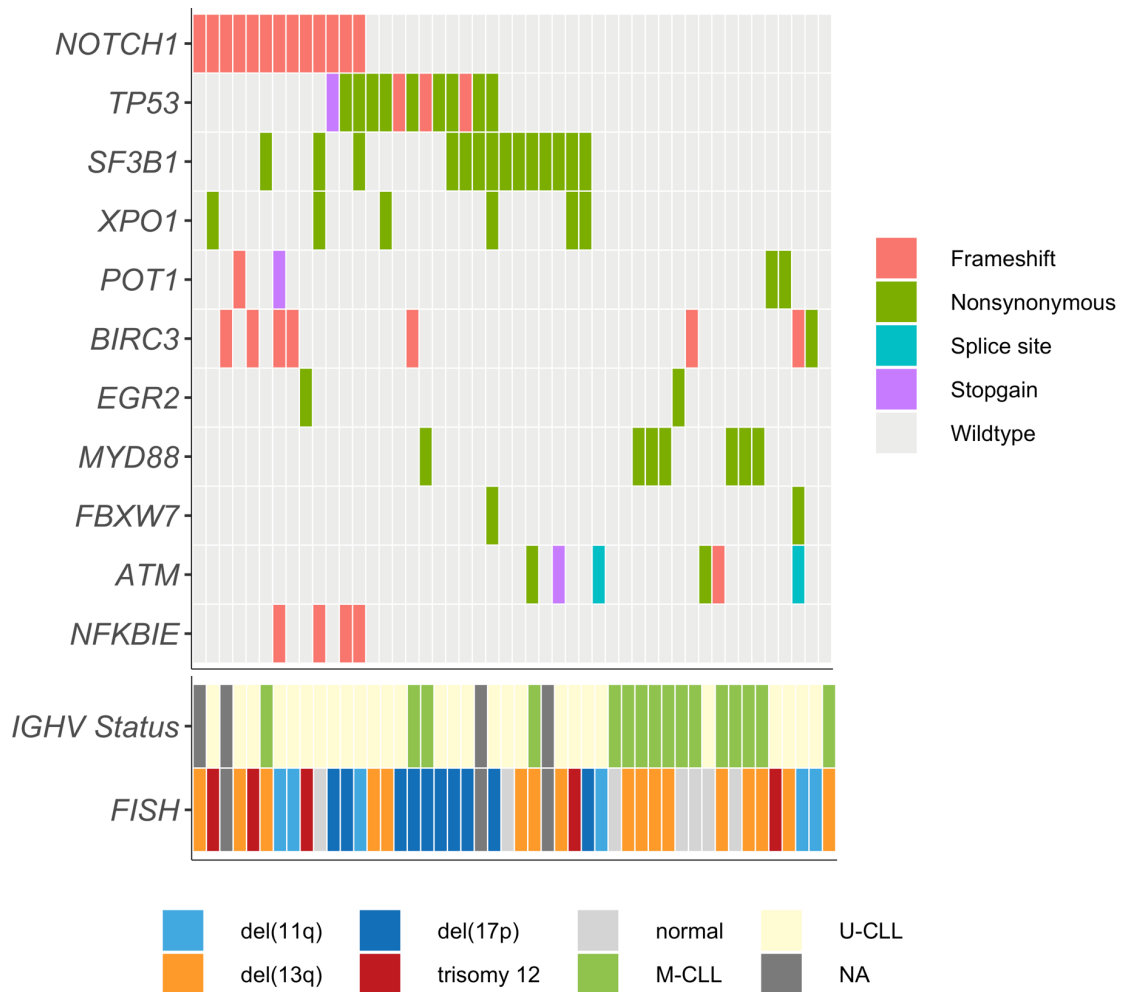 NOTCH1
TP53
SF3B1
XPO1
POT1
BIRC3
EGR2
MYD88
FBXW7
ATM
NFKBIE
IGHV Status
FISH
Frameshift
Nonsynonymous
Splice site
Stopgain
Wildtype
del(11q) del(17p) normal U-CLL
del(13q) trisomy 12 M-CLL NA